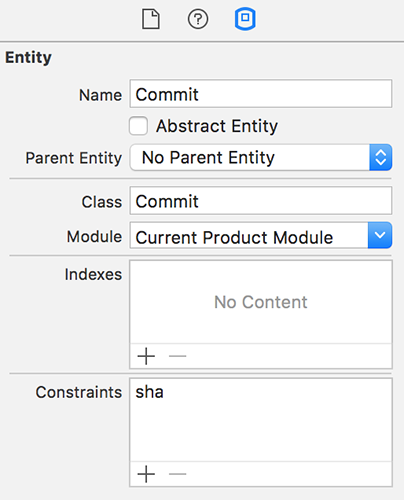 Entity
Name Commit
Abstract Entity
Parent Entity No Parent Entity
Class Commit
Module Current Product Module
Indexes
No Content
Constraints sha